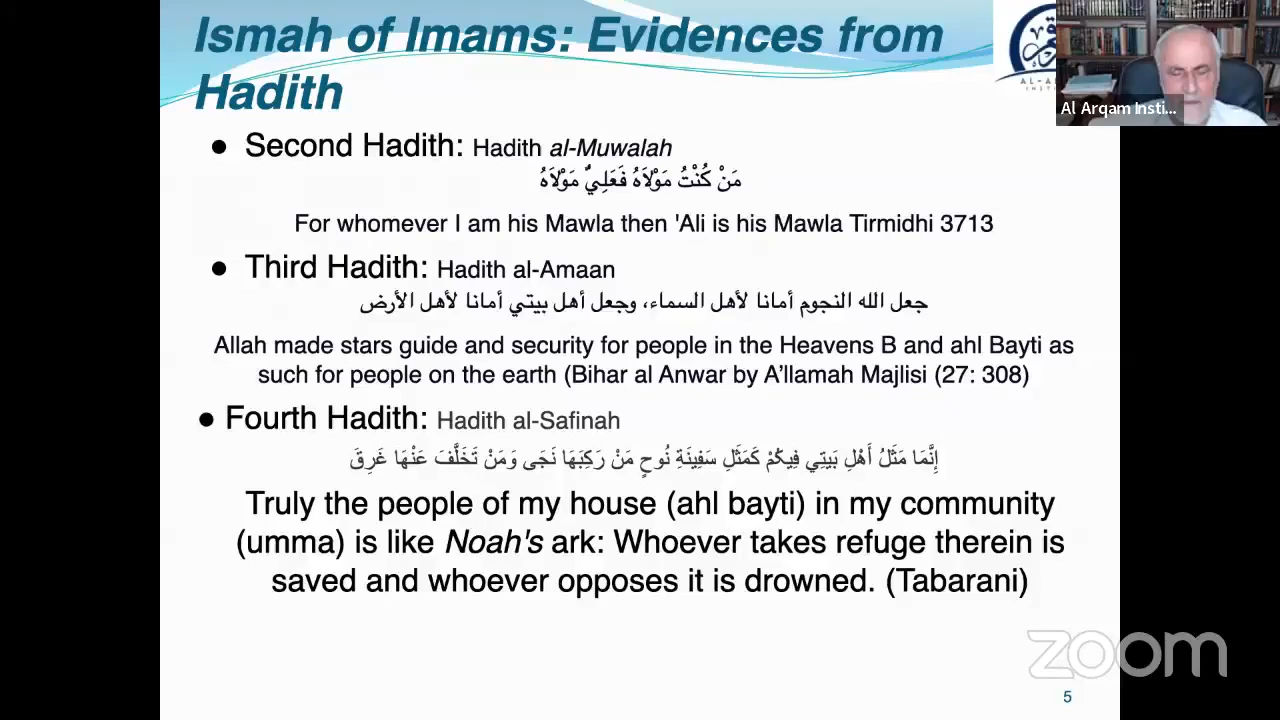 Ismah of Imams: Evidences from
Hadith
Al Arqam Insti...
● Second Hadith: Hadith al-Muwalah
مَنْ كُنْتُ مَوْلَاهُ فَعَلِيٌّ مَوْلَاهُ
For whomever I am his Mawla then 'Ali is his Mawla Tirmidhi 3713
● Third Hadith: Hadith al-Amaan
جعل الله النجوم أمانا لأهل السماء، وجعل أهل بيتي أمانا لأهل الأرض
Allah made stars guide and security for people in the Heavens B and ahl Bayti as
such for people on the earth (Bihar al Anwar by A’llamah Majlisi (27: 308)
● Fourth Hadith: Hadith al-Safinah
إِنَّمَا مَثَلُ أَهْلِ بَيْتِي فِيكُمْ كَمَثَلِ سَفِينَةِ نُوحٍ مَنْ رَكِبَهَا نَجَى وَمَنْ تَخَلَّفَ عَنْهَا غَرِقَ
Truly the people of my house (ahl bayti) in my community
(umma) is like Noah's ark: Whoever takes refuge therein is
saved and whoever opposes it is drowned. (Tabarani)
zoom
5